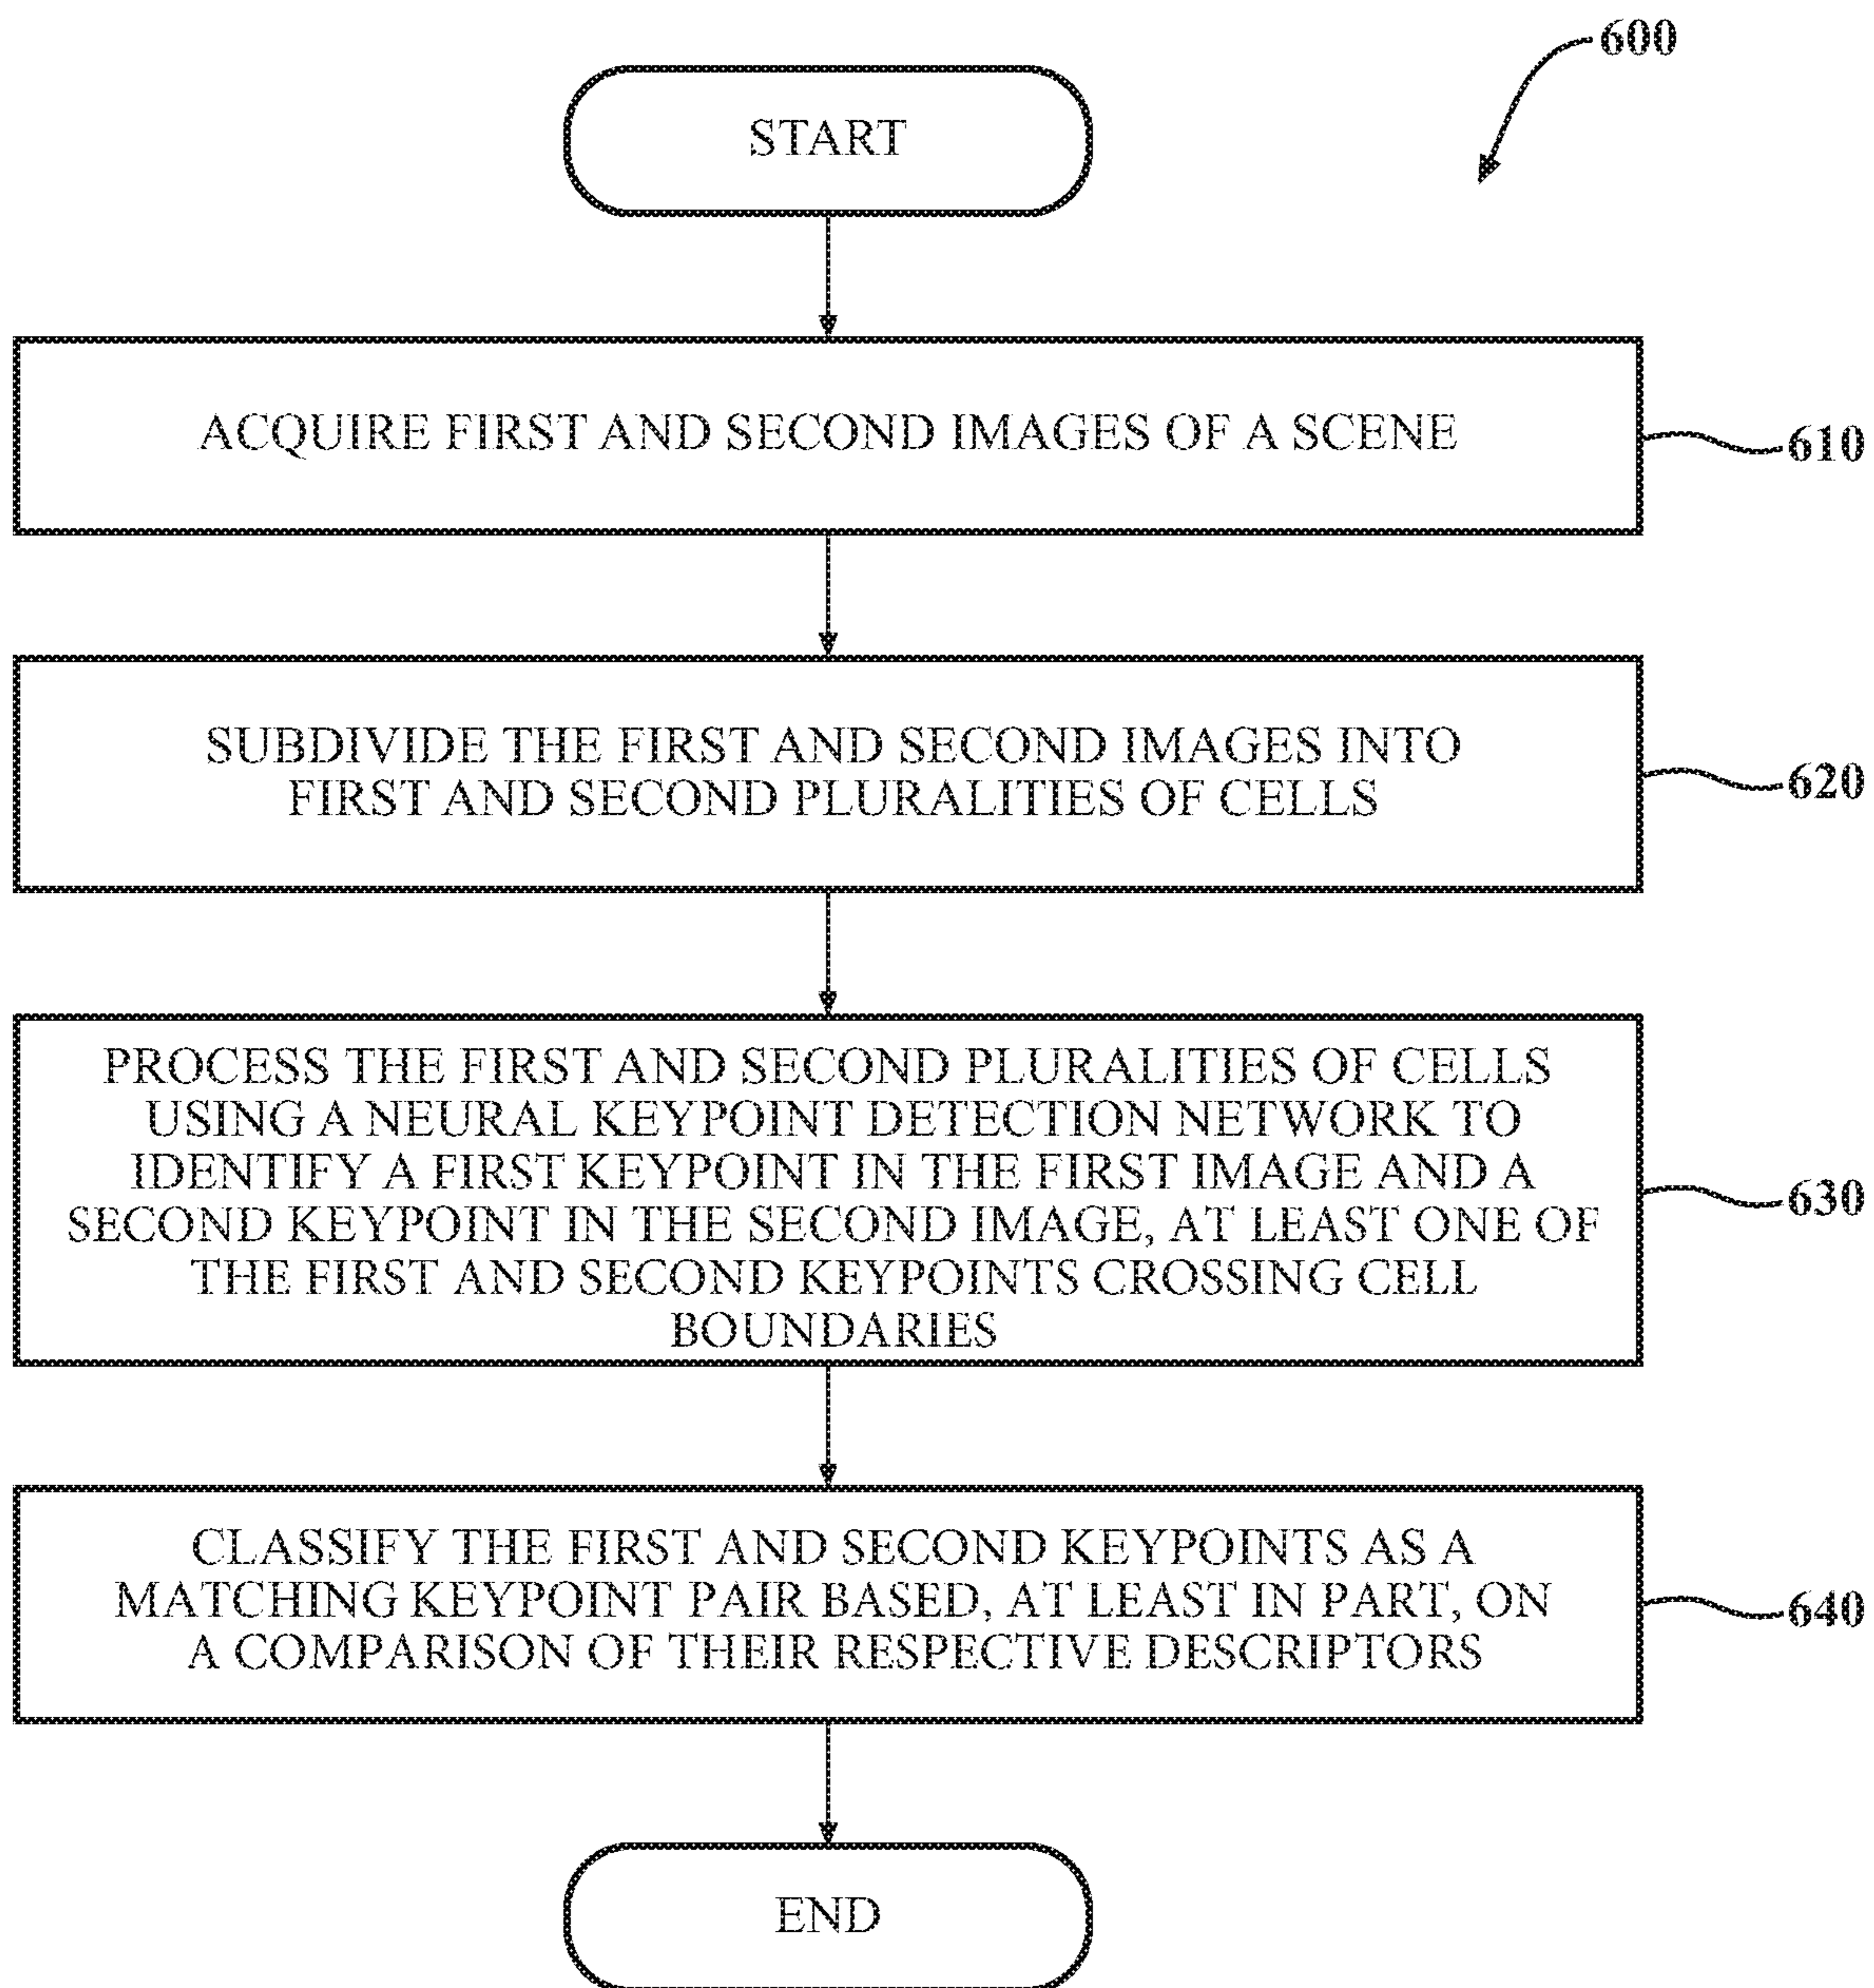 600
START
ACQUIRE FIRST AND SECOND IMAGES OF A SCENE
610
SUBDIVIDE THE FIRST AND SECOND IMAGES INTO
FIRST AND SECOND PLURALITIES OF CELLS
620
PROCESS THE FIRST AND SECOND PLURALITIES OF CELLS
USING A NEURAL KEYPOINT DETECTION NETWORK TO
IDENTIFY A FIRST KEYPOINT IN THE FIRST IMAGE AND A
SECOND KEYPOINT IN THE SECOND IMAGE, AT LEAST ONE OF
THE FIRST AND SECOND KEYPOINTS CROSSING CELL
BOUNDARIES
630
CLASSIFY THE FIRST AND SECOND KEYPOINTS AS A
MATCHING KEYPOINT PAIR BASED, AT LEAST IN PART, ON
A COMPARISON OF THEIR RESPECTIVE DESCRIPTORS
640
END